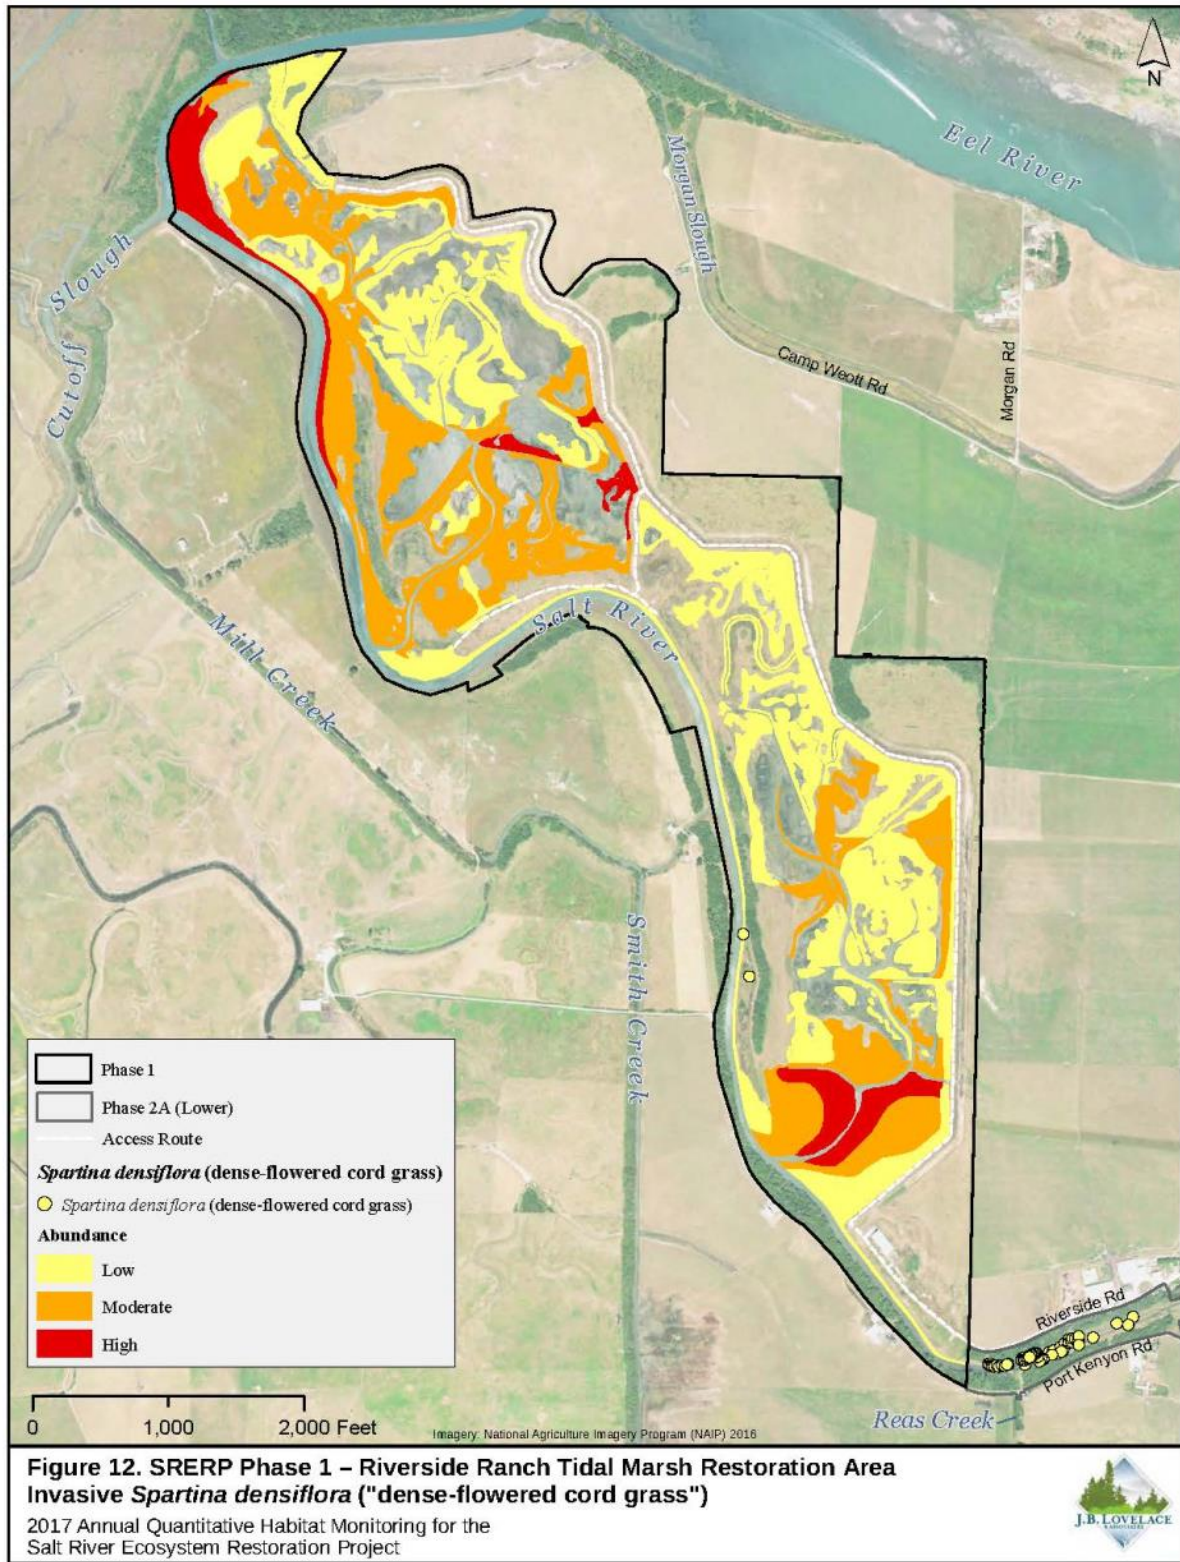 N
Eel River
Morgan Slough
Slough
Cutoff
Camp Weott Rd
Morgan Rd
Salt River
Mill Creek
Smith Creek
Phase 1
Phase 2A (Lower)
Access Route
Spartina densiflora (dense-flowered cord grass)
Spartina densiflora (dense-flowered cord grass)
Abundance
Low
Moderate
High
Riverside Rd
Port Kenyon Rd
Reas Creek
0 1,000 2,000 Feet
Imagery: National Agriculture Imagery Program (NAIP) 2016
Figure 12. SRERP Phase 1 – Riverside Ranch Tidal Marsh Restoration Area
Invasive Spartina densiflora ("dense-flowered cord grass")
2017 Annual Quantitative Habitat Monitoring for the
Salt River Ecosystem Restoration Project
J.B. LOVELACE
& ASSOCIATES